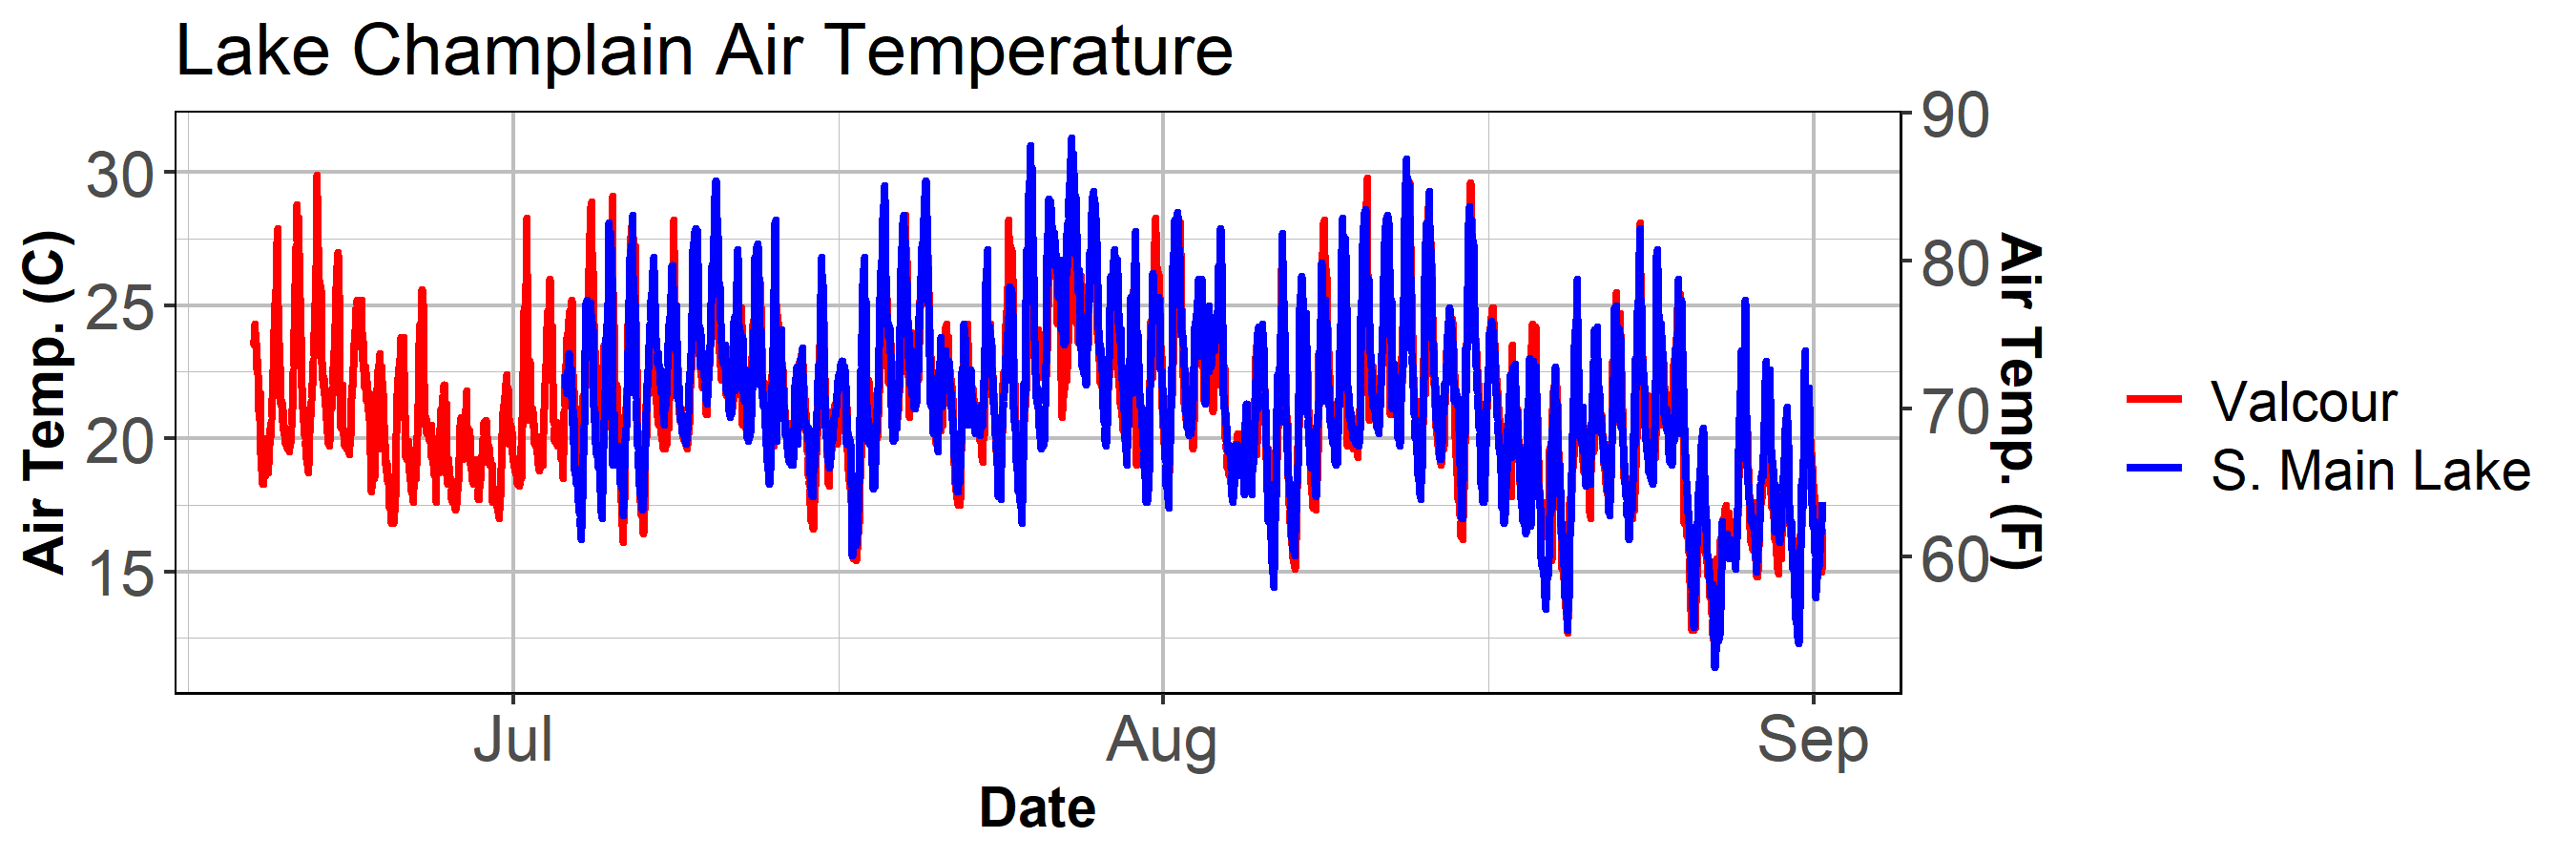 Lake Champlain Air Temperature
Air Temp. (C)
30
25
20
15
90
80
70
60
Air Temp. (F)
Jul
Aug
Sep
Date
Valcour
S. Main Lake